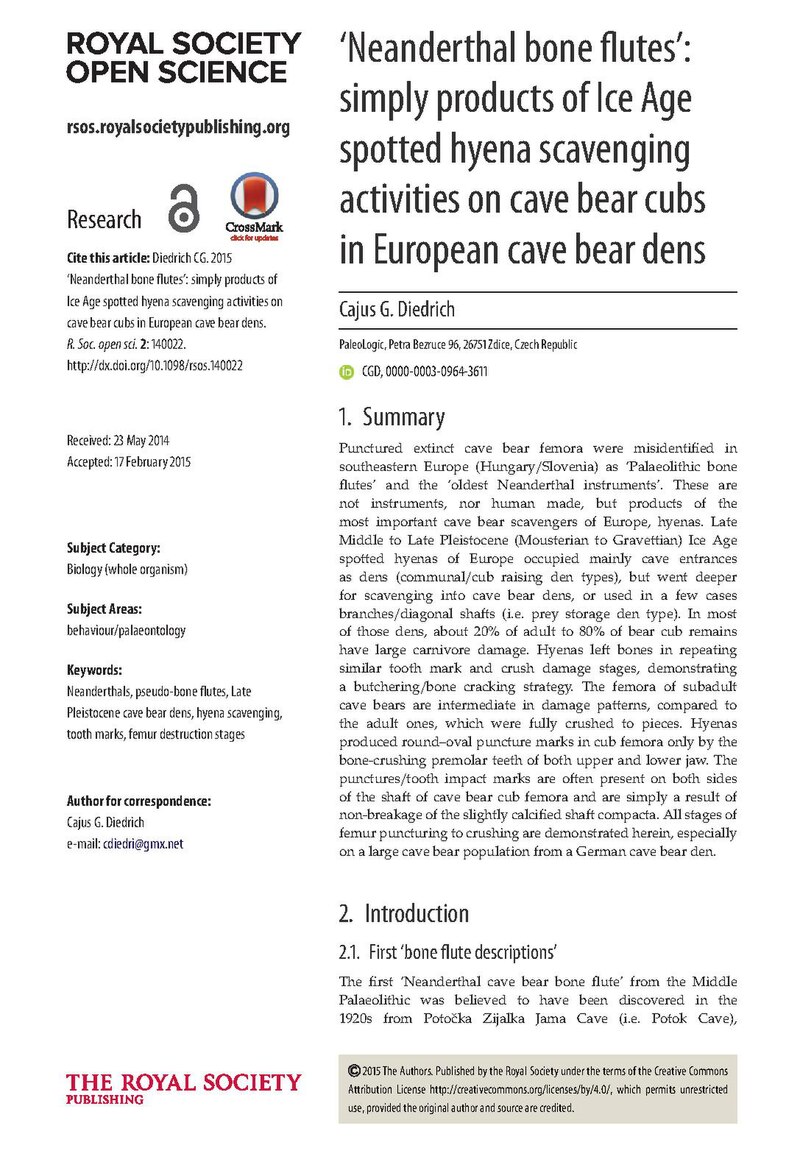 ROYAL SOCIETY
OPEN SCIENCE
rsos.royalsocietypublishing.org
Research
CrossMark
click for updates
Cite this article: Diedrich CG. 2015
‘Neanderthal bone flutes’: simply products of
Ice Age spotted hyena scavenging activities on
cave bear cubs in European cave bear dens.
R. Soc. open sci. 2: 140022.
http://dx.doi.org/10.1098/rsos.140022
Received: 23 May 2014
Accepted: 17 February 2015
Subject Category:
Biology (whole organism)
Subject Areas:
behaviour/palaeontology
Keywords:
Neanderthals, pseudo-bone flutes, Late
Pleistocene cave bear dens, hyena scavenging,
tooth marks, femur destruction stages
Author for correspondence:
Cajus G. Diedrich
e-mail: cdiedri@gmx.net
THE ROYAL SOCIETY
PUBLISHING
‘Neanderthal bone flutes’:
simply products of Ice Age
spotted hyena scavenging
activities on cave bear cubs
in European cave bear dens
Cajus G. Diedrich
PaleoLogic, Petra Bezruce 96, 26751 Zdice, Czech Republic
iD CGD, 0000-0003-0964-3611
1. Summary
Punctured extinct cave bear femora were misidentified in
southeastern Europe (Hungary/Slovenia) as ‘Palaeolithic bone
flutes’ and the ‘oldest Neanderthal instruments’. These are
not instruments, nor human made, but products of the
most important cave bear scavengers of Europe, hyenas. Late
Middle to Late Pleistocene (Mousterian to Gravettian) Ice Age
spotted hyenas of Europe occupied mainly cave entrances
as dens (communal/cub raising den types), but went deeper
for scavenging into cave bear dens, or used in a few cases
branches/diagonal shafts (i.e. prey storage den type). In most
of those dens, about 20% of adult to 80% of bear cub remains
have large carnivore damage. Hyenas left bones in repeating
similar tooth mark and crush damage stages, demonstrating
a butchering/bone cracking strategy. The femora of subadult
cave bears are intermediate in damage patterns, compared to
the adult ones, which were fully crushed to pieces. Hyenas
produced round–oval puncture marks in cub femora only by the
bone-crushing premolar teeth of both upper and lower jaw. The
punctures/tooth impact marks are often present on both sides
of the shaft of cave bear cub femora and are simply a result of
non-breakage of the slightly calcified shaft compacta. All stages of
femur puncturing to crushing are demonstrated herein, especially
on a large cave bear population from a German cave bear den.
2. Introduction
2.1. First ‘bone flute descriptions’
The first ‘Neanderthal cave bear bone flute’ from the Middle
Palaeolithic was believed to have been discovered in the
1920s from Potočka Zijalka Jama Cave (i.e. Potok Cave),
© 2015 The Authors. Published by the Royal Society under the terms of the Creative Commons
Attribution License http://creativecommons.org/licenses/by/4.0/, which permits unrestricted
use, provided the original author and source are credited.